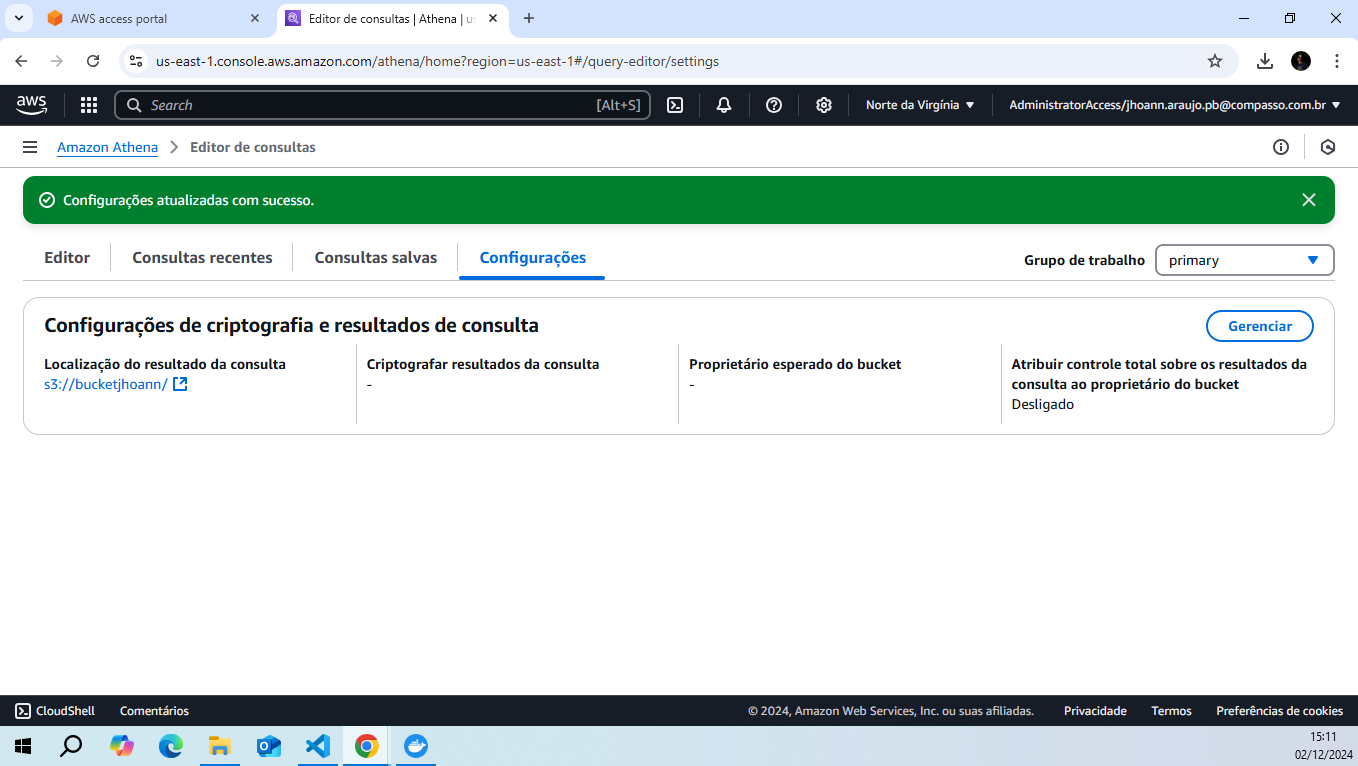 AWS access portal
Editor de consultas | Athena | us
us-east-1.console.aws.amazon.com/athena/home?region=us-east-1#/query-editor/settings
aws
Search
[Alt+S]
Norte da Virgínia
AdministratorAccess/jhoann.araujo.pb@compasso.com.br
Amazon Athena
Editor de consultas
Configurações atualizadas com sucesso.
Editor
Consultas recentes
Consultas salvas
Configurações
Grupo de trabalho
primary
Configurações de criptografia e resultados de consulta
Gerenciar
Localização do resultado da consulta
s3://bucketjhoann/
Criptografar resultados da consulta
-
Proprietário esperado do bucket
-
Atribuir controle total sobre os resultados da
consulta ao proprietário do bucket
Desligado
CloudShell
Comentários
© 2024, Amazon Web Services, Inc. ou suas afiliadas.
Privacidade
Termos
Preferências de cookies
15:11
02/12/2024